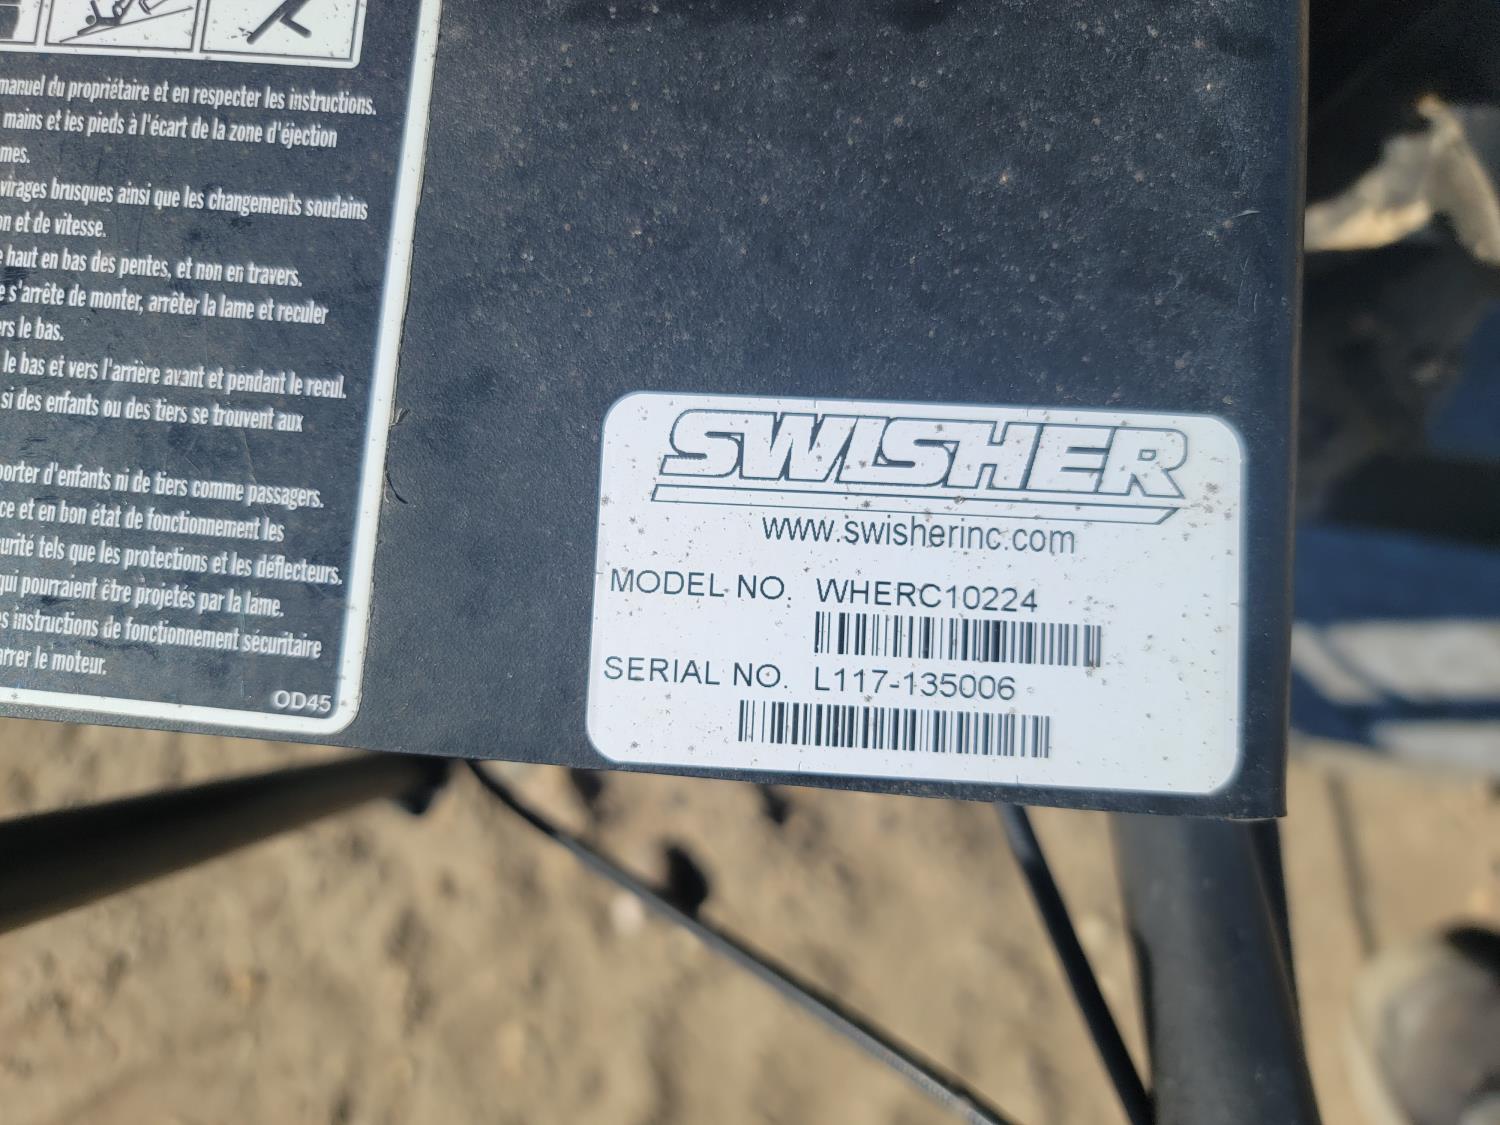 manuel du propriétaire et en respecter les instructions.
mains et les pieds à l'écart de la zone d'éjection
mes.
virages brusques ainsi que les changements soudains
on et de vitesse.
haut en bas des pentes, et non en travers.
e s'arrête de monter, arrêter la lame et reculer
ers le bas.
le bas et vers l'arrière avant et pendant le recul.
si des enfants ou des tiers se trouvent aux
porter d'enfants ni de tiers comme passagers.
ce et en bon état de fonctionnement les
urité tels que les protections et les déflecteurs.
qui pourraient être projetés par la lame.
s instructions de fonctionnement sécuritaire
arrer le moteur.
OD45
SWISHER
www.swisherinc.com
MODEL NO. WHERC10224
SERIAL NO. L117-135006